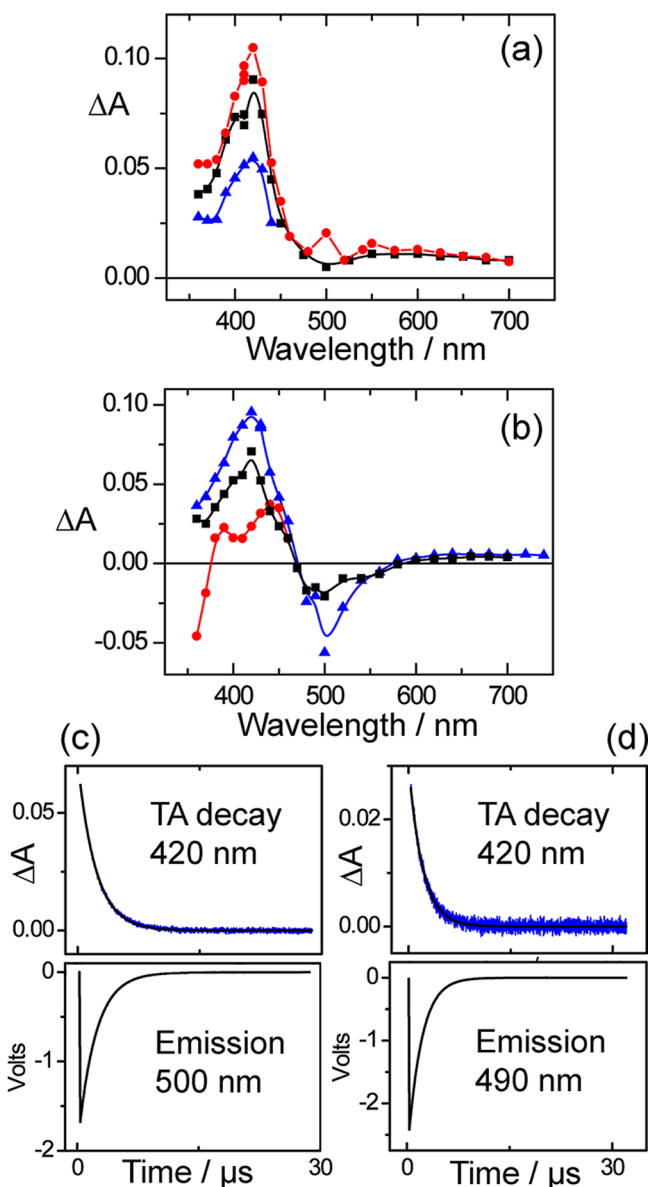 (a)
0.10
ΔA
0.05
0.00
400 500 600 700
Wavelength / nm
(b)
0.10
0.05
ΔA
0.00
-0.05
400 500 600 700
Wavelength / nm
(c)
(d)
0.05
TA decay
420 nm
ΔA
0.00
0
Emission
500 nm
Volts
-1
-2
0 30
Time / µs
0.02
TA decay
420 nm
ΔA
0.00
0
Emission
490 nm
Volts
-1
-2
0 30
Time / µs